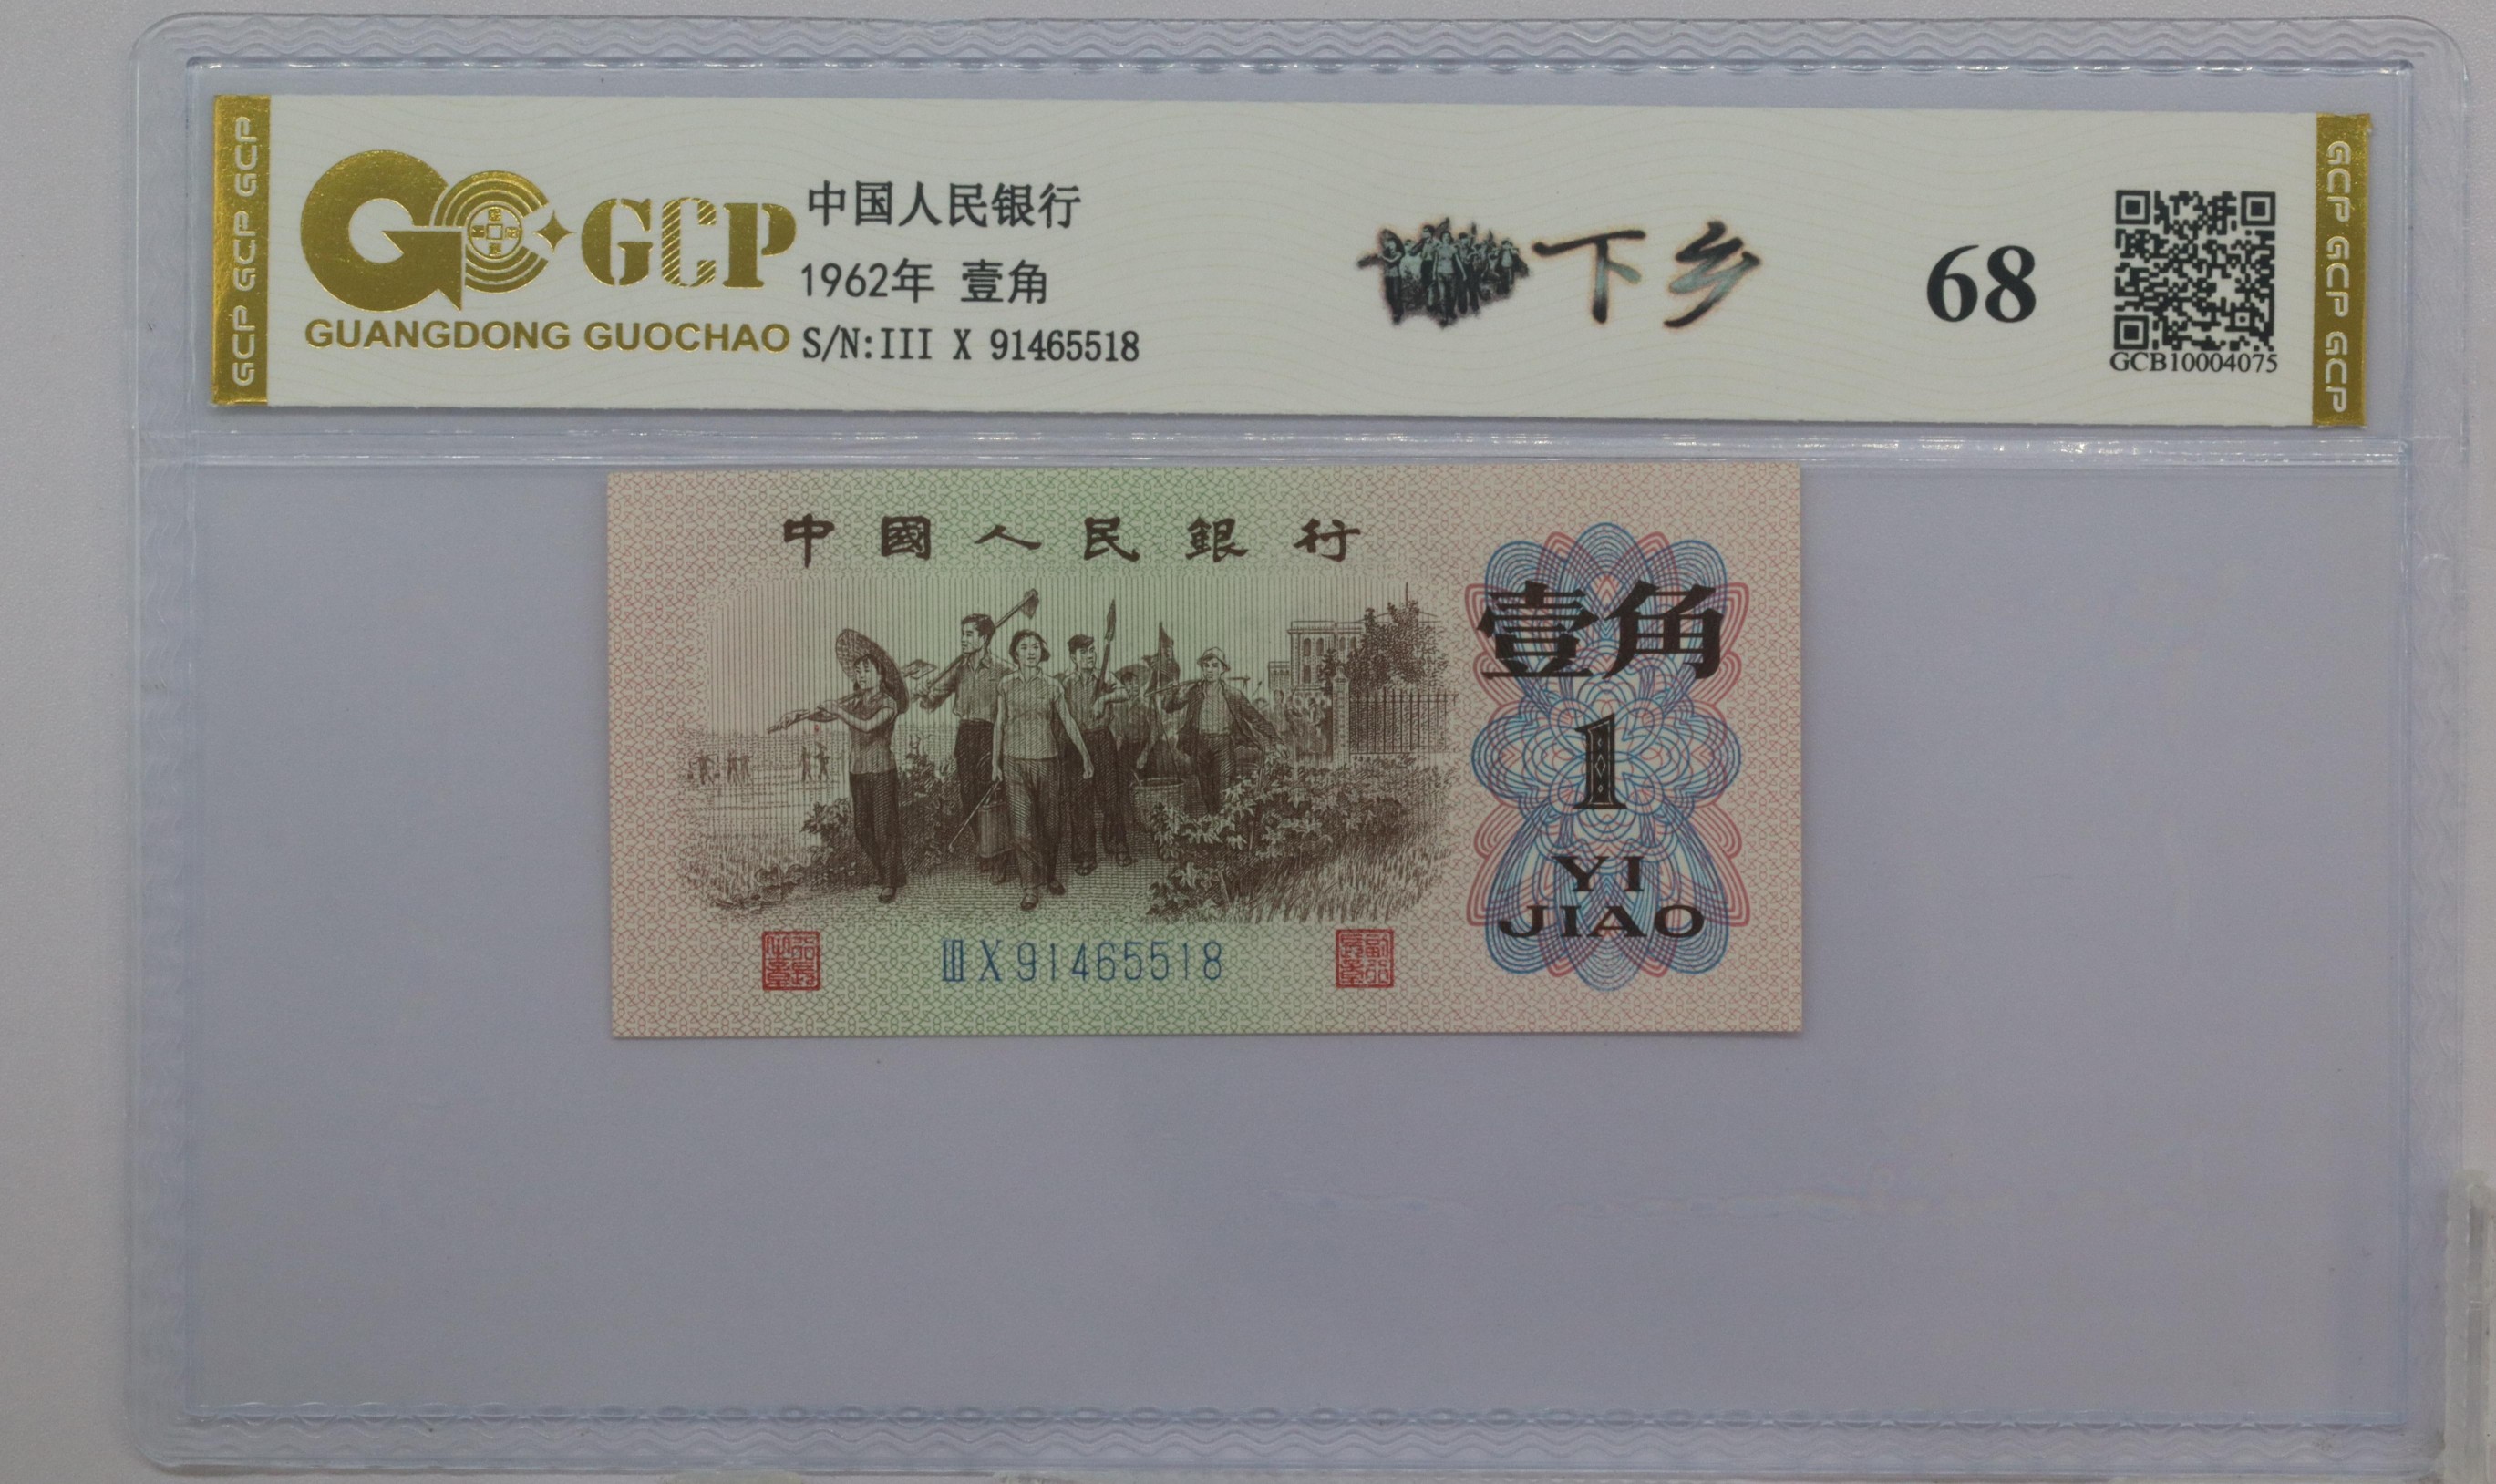 GCP GCP GCP
GCP
GUANGDONG GUOCHAO
中国人民银行
1962年 壹角
S/N:III X 91465518
下乡
68
GCB10004075
GCP GCP GCP
中國人民銀行
壹角
1
YI
JIAO
III X 91465518